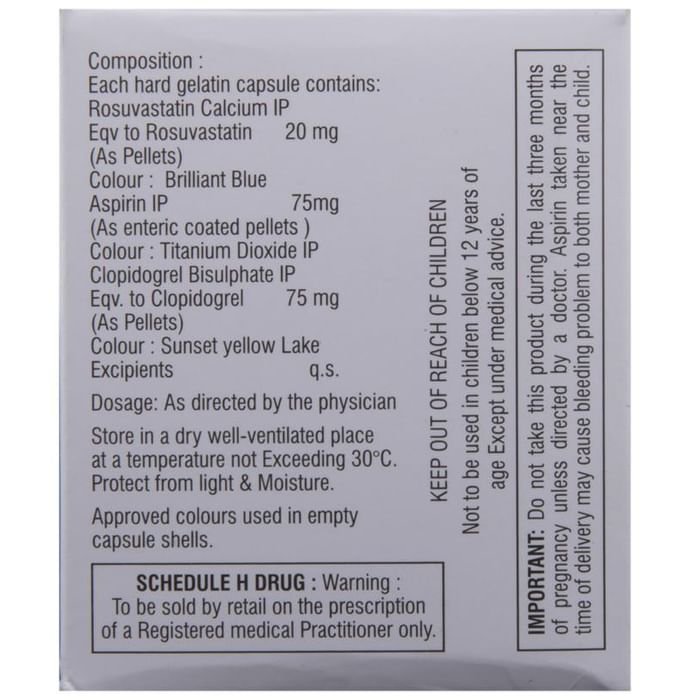 Composition :
Each hard gelatin capsule contains:
Rosuvastatin Calcium IP
Eqv to Rosuvastatin 20 mg
(As Pellets)
Colour : Brilliant Blue
Aspirin IP 75mg
(As enteric coated pellets )
Colour : Titanium Dioxide IP
Clopidogrel Bisulphate IP
Eqv. to Clopidogrel 75 mg
(As Pellets)
Colour : Sunset yellow Lake
Excipients q.s.
Dosage: As directed by the physician
Store in a dry well-ventilated place
at a temperature not Exceeding 30°C.
Protect from light & Moisture.
Approved colours used in empty
capsule shells.
SCHEDULE H DRUG : Warning :
To be sold by retail on the prescription
of a Registered medical Practitioner only.
KEEP OUT OF REACH OF CHILDREN
Not to be used in children below 12 years of
age Except under medical advice.
IMPORTANT: Do not take this product during the last three months
of pregnancy unless directed by a doctor. Aspirin taken near the
time of delivery may cause bleeding problem to both mother and child.